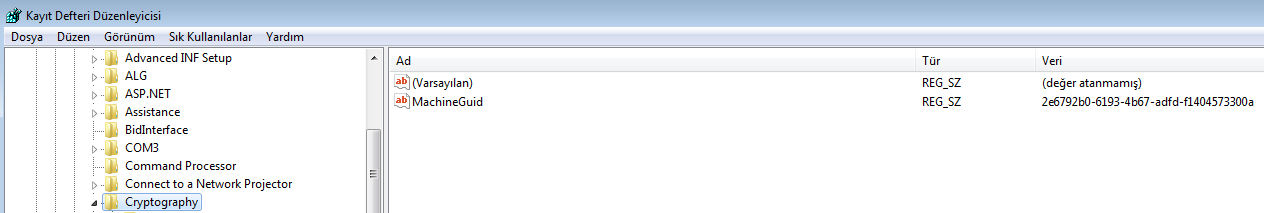 Kayıt Defteri Düzenleyicisi
Dosya Düzen Görünüm Sık Kullanılanlar Yardım
Advanced INF Setup
ALG
ASP.NET
Assistance
BidInterface
COM3
Command Processor
Connect to a Network Projector
Cryptography
Ad Tür Veri
ab (Varsayılan) REG_SZ (değer atanmamış)
ab MachineGuid REG_SZ 2e6792b0-6193-4b67-adfd-f1404573300a